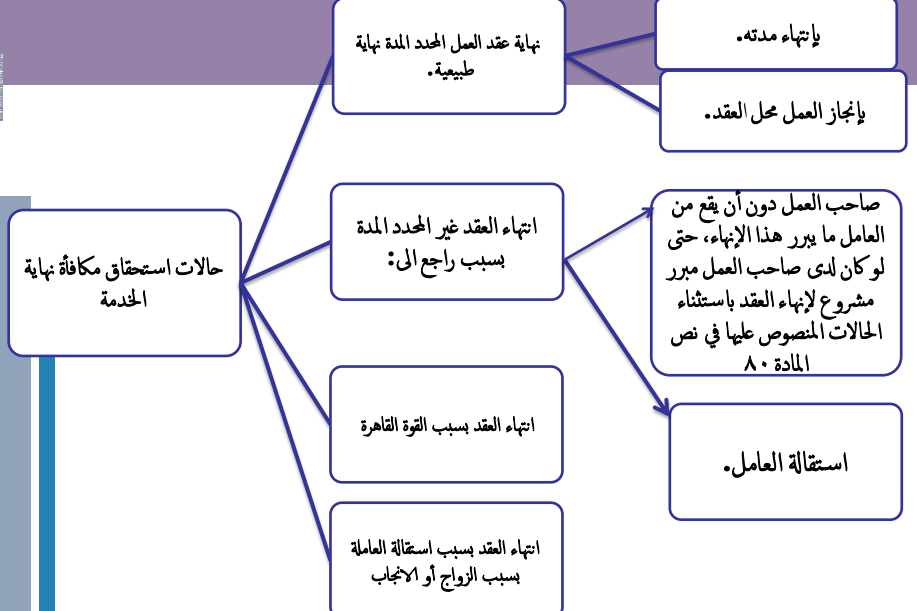 حالات استحقاق مكافأة نهاية
الخدمة
نهاية عقد العمل المحدد المدة نهاية
طبيعية.
بإنتهاء مدته.
بإنجاز العمل محل العقد.
انتهاء العقد غير المحدد المدة
بسبب راجع الى:
صاحب العمل دون أن يقع من
العامل ما يبرر هذا الإنهاء، حتى
لو كان لدى صاحب العمل مبرر
مشروع لإنهاء العقد باستثناء
الحالات المنصوص عليها في نص
المادة ٨٠
استقالة العامل.
انتهاء العقد بسبب القوة القاهرة
انتهاء العقد بسبب استقالة العاملة
بسبب الزواج أو الانجاب